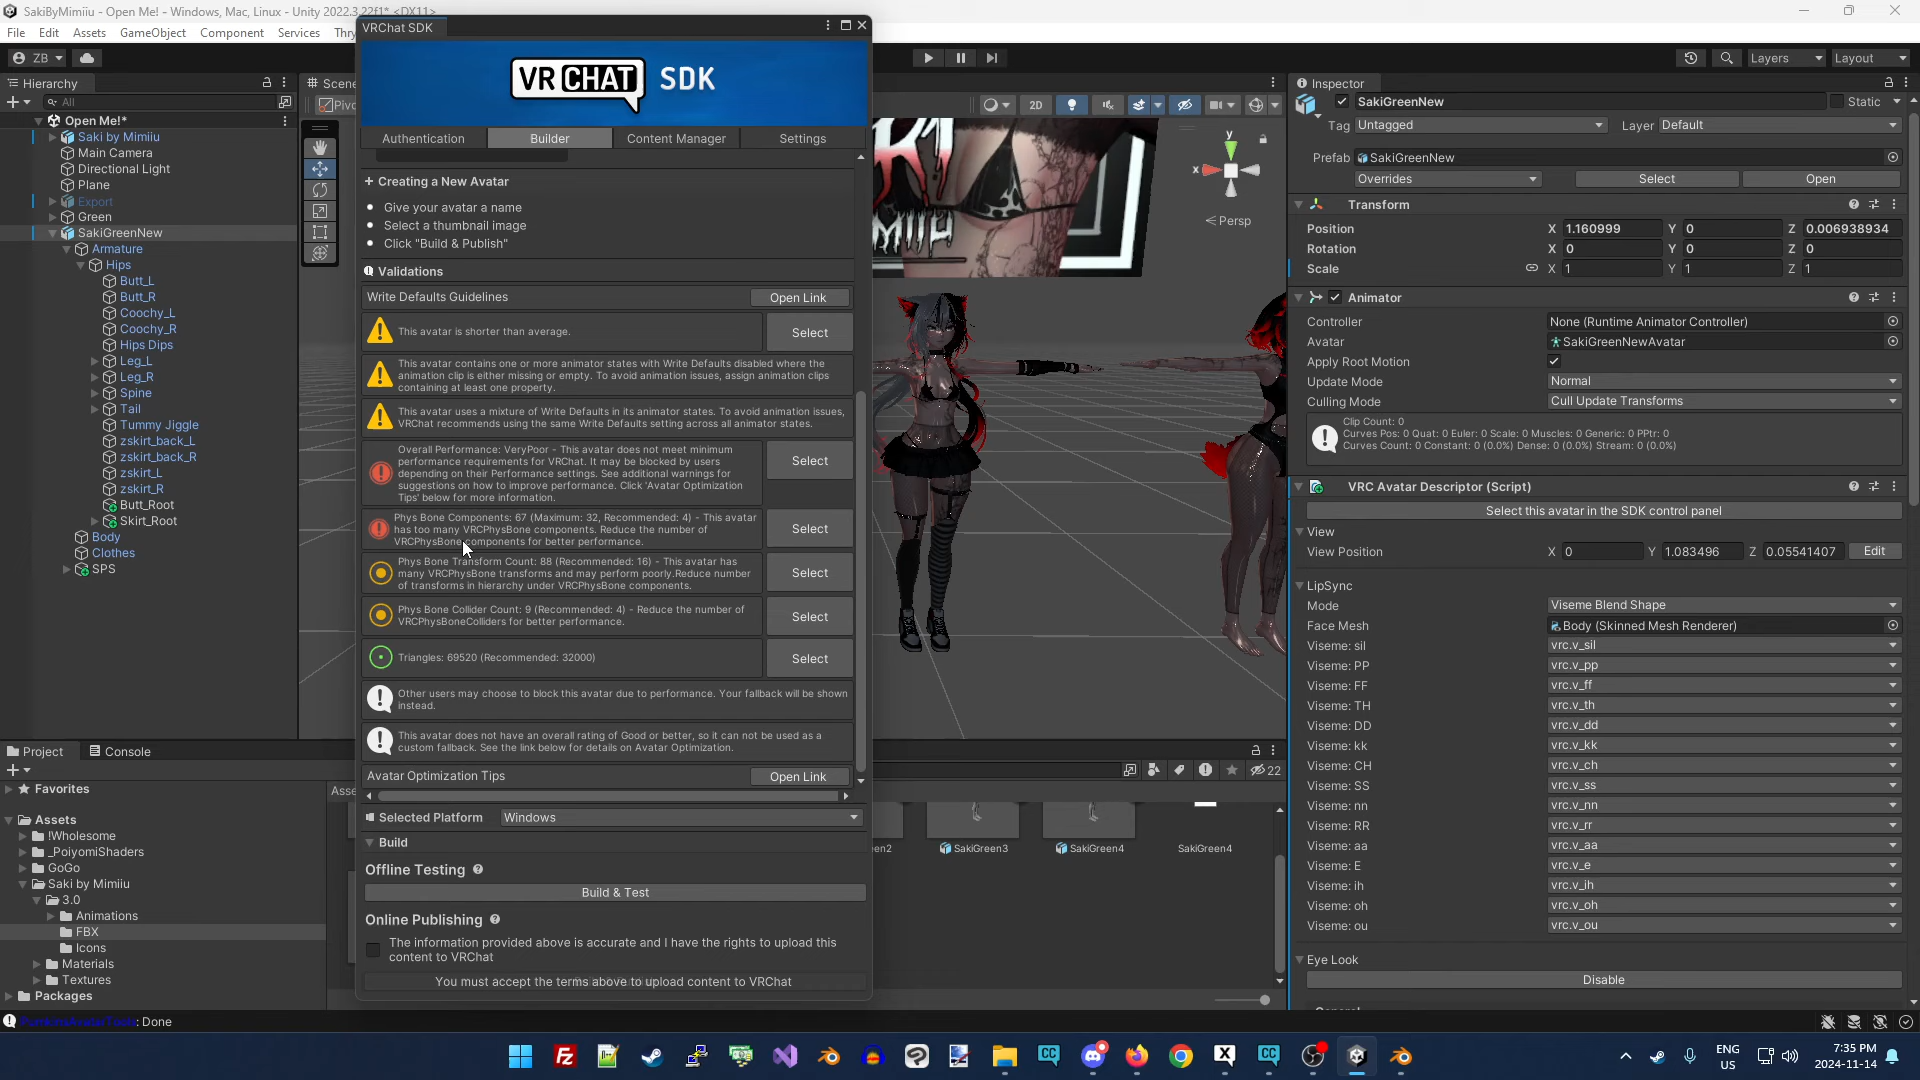 SakiByMimiiu - Open Me! - Windows, Mac, Linux - Unity 2022.3.22f1* <DX11>
File Edit Assets GameObject Component Services
ZB
Layers Layout
Hierarchy
All
Open Me!*
Saki by Mimiiu
Main Camera
Directional Light
Plane
Export
Green
SakiGreenNew
Armature
Hips
Butt_L
Butt_R
Coochy_L
Coochy_R
Hips Dips
Leg_L
Leg_R
Spine
Tail
Tummy Jiggle
zskirt_back_L
zskirt_back_R
zskirt_L
zskirt_R
Butt_Root
Skirt_Root
Body
Clothes
SPS
VRChat SDK
VR CHAT SDK
Authentication Builder Content Manager Settings
Creating a New Avatar
Give your avatar a name
Select a thumbnail image
Click "Build & Publish"
Validations
Write Defaults Guidelines Open Link
This avatar is shorter than average. Select
This avatar contains one or more animator states with Write Defaults disabled where the
animation clip is either missing or empty. To avoid animation issues, assign animation clips
containing at least one property.
This avatar uses a mixture of Write Defaults in its animator states. To avoid animation issues,
VRChat recommends using the same Write Defaults setting across all animator states.
Overall Performance: VeryPoor - This avatar does not meet minimum
performance requirements for VRChat. It may be blocked by users
depending on their Performance settings. See additional warnings for
suggestions on how to improve performance. Click 'Avatar Optimization
Tips' below for more information.
Select
Phys Bone Components: 67 (Maximum: 32, Recommended: 4) - This avatar
has too many VRCPhysBone components. Reduce the number of
VRCPhysBone components for better performance.
Select
Phys Bone Transform Count: 88 (Recommended: 16) - This avatar has
many VRCPhysBone transforms and may perform poorly.Reduce number
of transforms in hierarchy under VRCPhysBone components.
Select
Phys Bone Collider Count: 9 (Recommended: 4) - Reduce the number of
VRCPhysBoneColliders for better performance.
Select
Triangles: 69520 (Recommended: 32000) Select
Other users may choose to block this avatar due to performance. Your fallback will be shown
instead.
This avatar does not have an overall rating of Good or better, so it can not be used as a
custom fallback. See the link below for details on Avatar Optimization.
Avatar Optimization Tips Open Link
Selected Platform Windows
Build
Offline Testing
Build & Test
Online Publishing
The information provided above is accurate and I have the rights to upload this
content to VRChat
You must accept the terms above to upload content to VRChat
2D
y
x
Persp
Inspector
SakiGreenNew Static
Tag Untagged Layer Default
Prefab SakiGreenNew
Overrides Select Open
Transform
Position X 1.160999 Y 0 Z 0.006938934
Rotation X 0 Y 0 Z 0
Scale X 1 Y 1 Z 1
Animator
Controller None (Runtime Animator Controller)
Avatar SakiGreenNewAvatar
Apply Root Motion
Update Mode Normal
Culling Mode Cull Update Transforms
Clip Count: 0
Curves Pos: 0 Quat: 0 Euler: 0 Scale: 0 Muscles: 0 Generic: 0 PPtr: 0
Curves Count: 0 Constant: 0 (0.0%) Dense: 0 (0.0%) Stream: 0 (0.0%)
VRC Avatar Descriptor (Script)
Select this avatar in the SDK control panel
View
View Position X 0 Y 1.083496 Z 0.05541407 Edit
LipSync
Mode Viseme Blend Shape
Face Mesh Body (Skinned Mesh Renderer)
Viseme: sil vrc.v_sil
Viseme: PP vrc.v_pp
Viseme: FF vrc.v_ff
Viseme: TH vrc.v_th
Viseme: DD vrc.v_dd
Viseme: kk vrc.v_kk
Viseme: CH vrc.v_ch
Viseme: SS vrc.v_ss
Viseme: nn vrc.v_nn
Viseme: RR vrc.v_rr
Viseme: aa vrc.v_aa
Viseme: E vrc.v_e
Viseme: ih vrc.v_ih
Viseme: oh vrc.v_oh
Viseme: ou vrc.v_ou
Eye Look
Disable
Project Console
Favorites
Assets
!Wholesome
_PoiyomiShaders
GoGo
Saki by Mimiiu
3.0
Animations
FBX
Icons
Materials
Textures
Packages
22
SakiGreen3 SakiGreen4 SakiGreen4
: Done
ENG
US
7:35 PM
2024-11-14